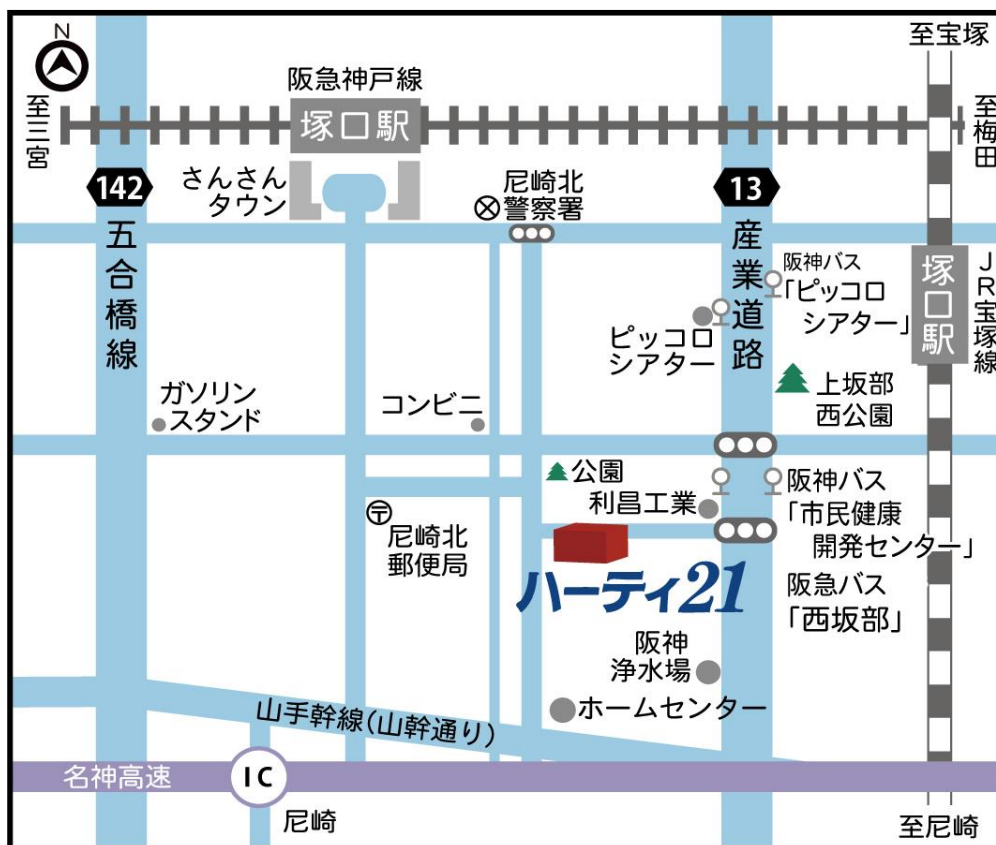 N
至宝塚
阪急神戸線
至三宮
塚口駅
至梅田
142
さんさん
タウン
尼崎北
警察署
13
五合橋線
産業道路
阪神バス
「ピッコロ
シアター」
塚口駅
JR宝塚線
ピッコロ
シアター
ガソリン
スタンド
コンビニ
上坂部
西公園
公園
利昌工業
阪神バス
「市民健康
開発センター」
〒
尼崎北
郵便局
ハーティ21
阪急バス
「西坂部」
阪神
浄水場
ホームセンター
山手幹線(山幹通り)
名神高速
IC
尼崎
至尼崎